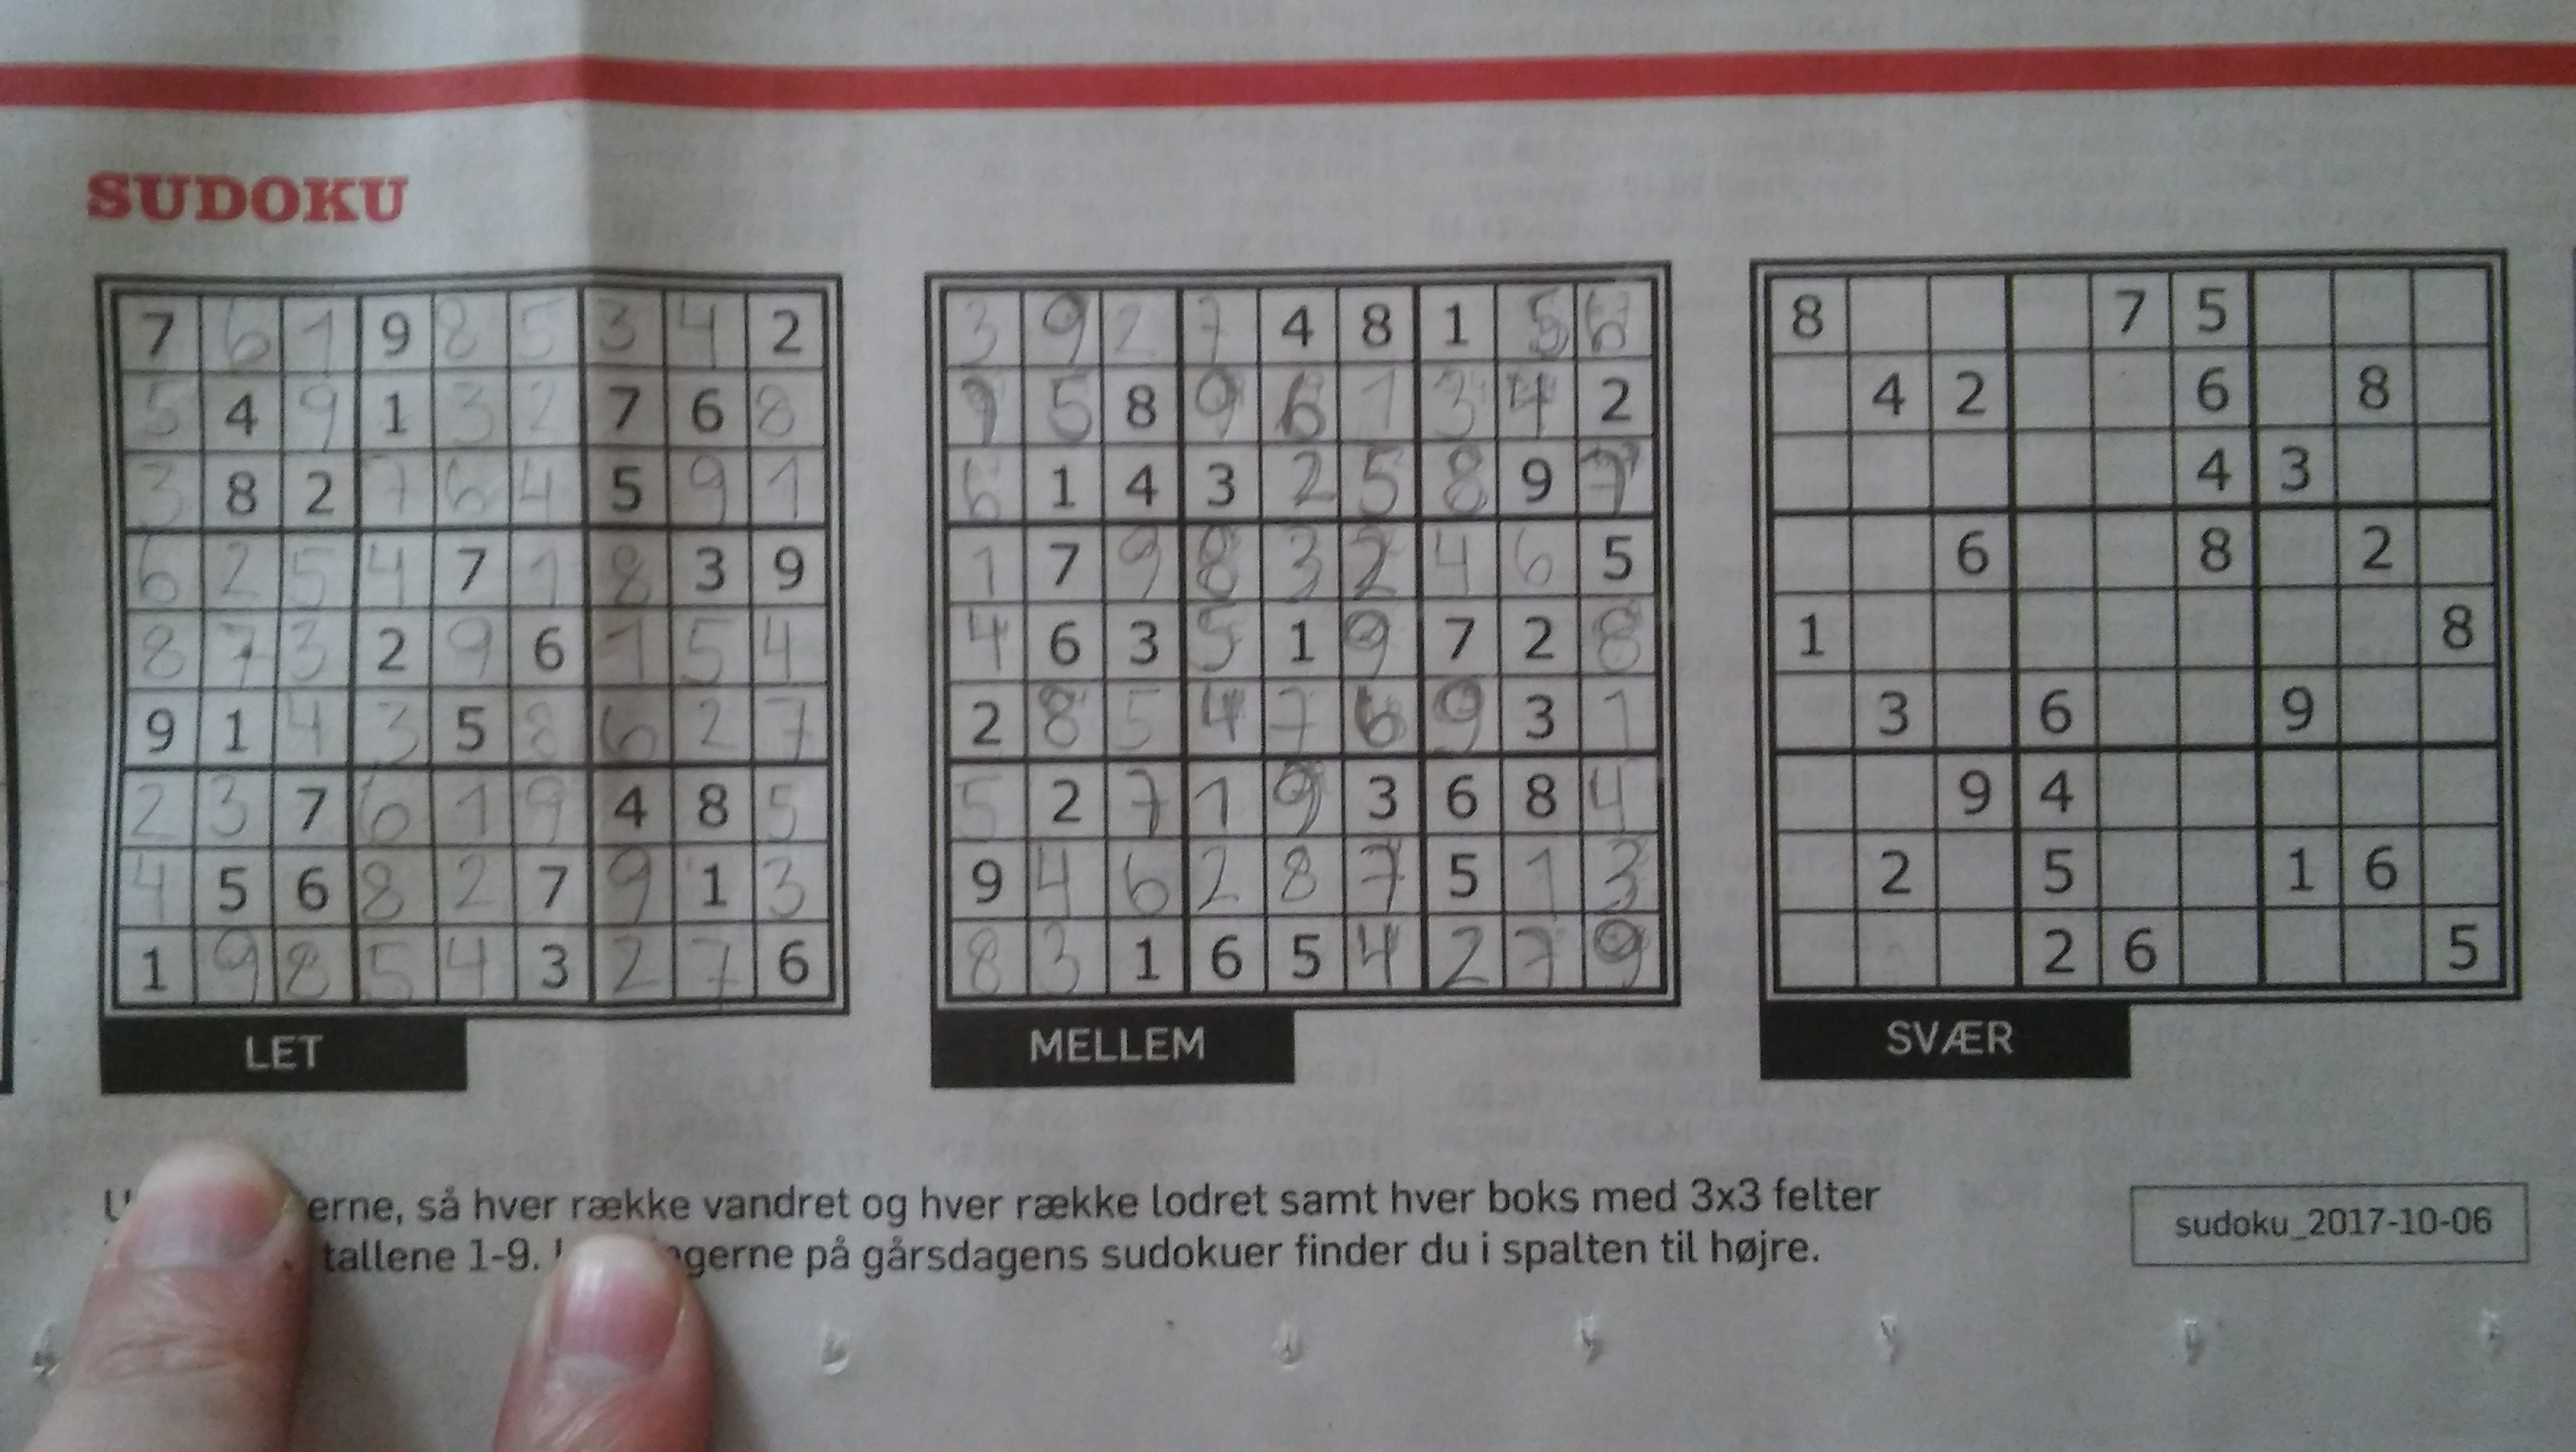 SUDOKU
7 6 1 9 8 5 3 4 2
5 4 9 1 3 2 7 6 8
3 8 2 7 6 4 5 9 1
6 2 5 4 7 1 8 3 9
8 7 3 2 9 6 1 5 4
9 1 4 3 5 8 6 2 7
2 3 7 6 1 9 4 8 5
4 5 6 8 2 7 9 1 3
1 9 8 5 4 3 2 7 6
LET
3 9 2 7 4 8 1 5 6
5 8 9 6 1 3 4 2
6 1 4 3 2 5 8 9 7
1 7 9 8 3 2 4 6 5
4 6 3 5 1 9 7 2 8
2 8 5 4 7 6 9 3 1
5 2 7 1 9 3 6 8 4
9 4 6 2 8 7 5 1 3
8 3 1 6 5 4 2 7 9
MELLEM
8 7 5
4 2 6 8
4 3
6 8 2
1 8
3 6 9
9 4
2 5 1 6
2 6 5
SVÆR
så hver række vandret og hver række lodret samt hver boks med 3x3 felter
tallene 1-9. på gårsdagens sudokuer finder du i spalten til højre.
sudoku_2017-10-06